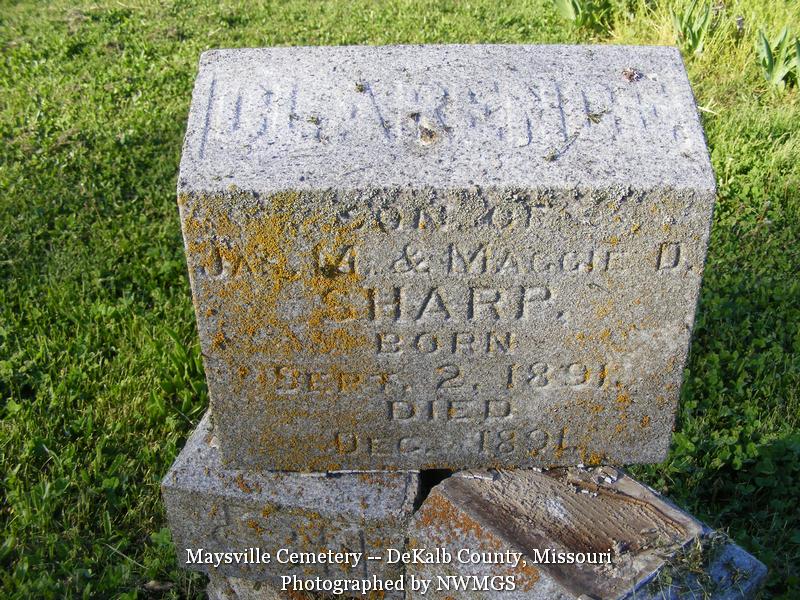 CLARENCE
SON OF
JAS. M. & MAGGIE D.
SHARP.
BORN
SEPT. 2, 1891.
DIED
DEC. 1891.
Maysville Cemetery -- DeKalb County, Missouri
Photographed by NWMGS